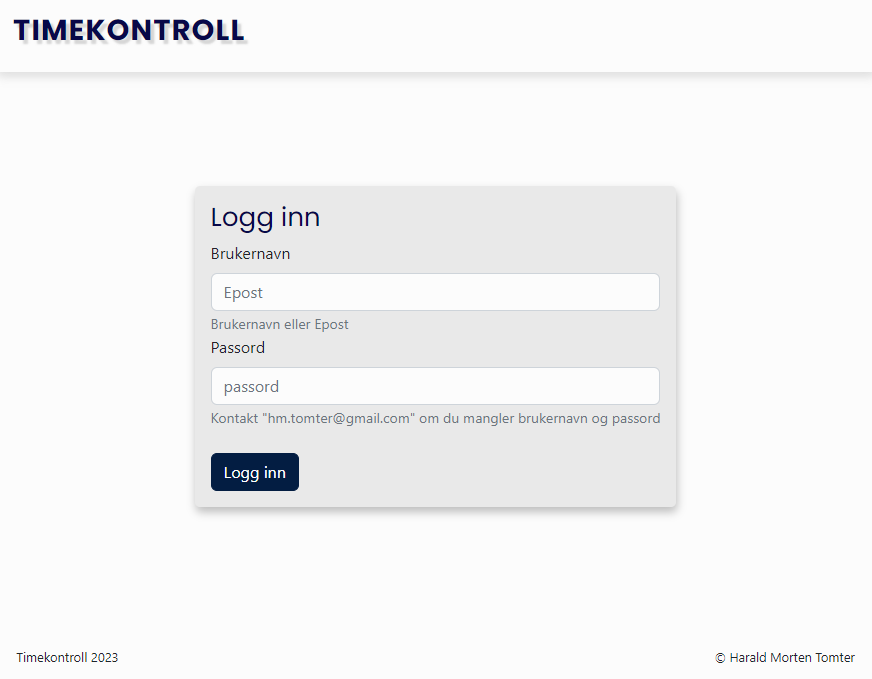 TIMEKONTROLL
Logg inn
Brukernavn
Epost
Brukernavn eller Epost
Passord
passord
Kontakt "hm.tomter@gmail.com" om du mangler brukernavn og passord
Logg inn
Timekontroll 2023
© Harald Morten Tomter